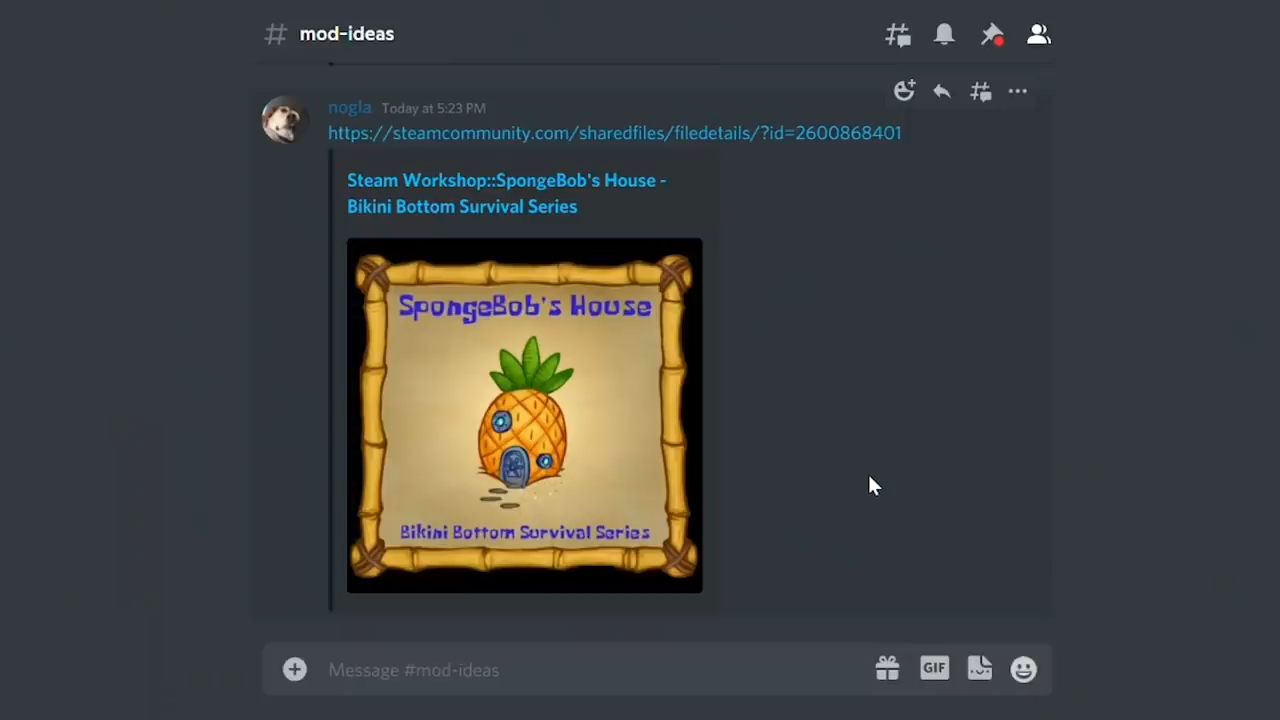 # mod-ideas
nogla Today at 5:23 PM
https://steamcommunity.com/sharedfiles/filedetails/?id=2600868401
Steam Workshop::SpongeBob's House -
Bikini Bottom Survival Series
SpongeBob's House
Bikini Bottom Survival Series
Message #mod-ideas
GIF